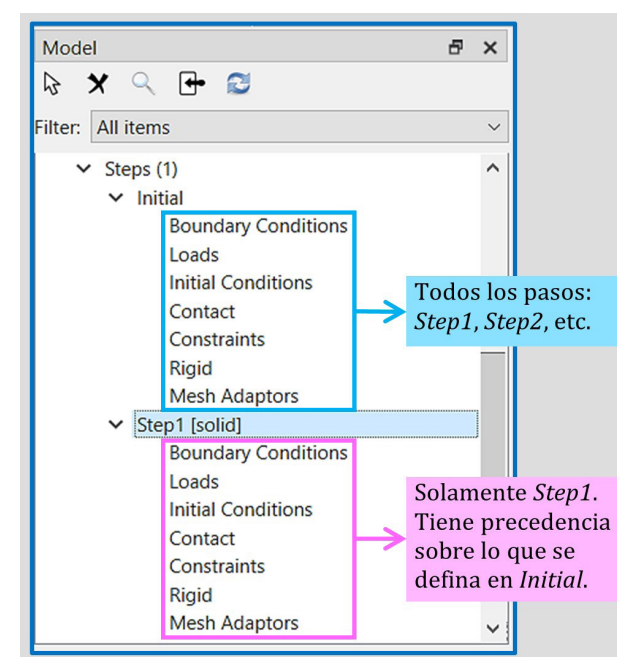 Model
Filter: All items
Steps (1)
Initial
Boundary Conditions
Loads
Initial Conditions
Contact
Constraints
Rigid
Mesh Adaptors
Todos los pasos:
Step1, Step2, etc.
Step1 [solid]
Boundary Conditions
Loads
Initial Conditions
Contact
Constraints
Rigid
Mesh Adaptors
Solamente Step1.
Tiene precedencia
sobre lo que se
defina en Initial.